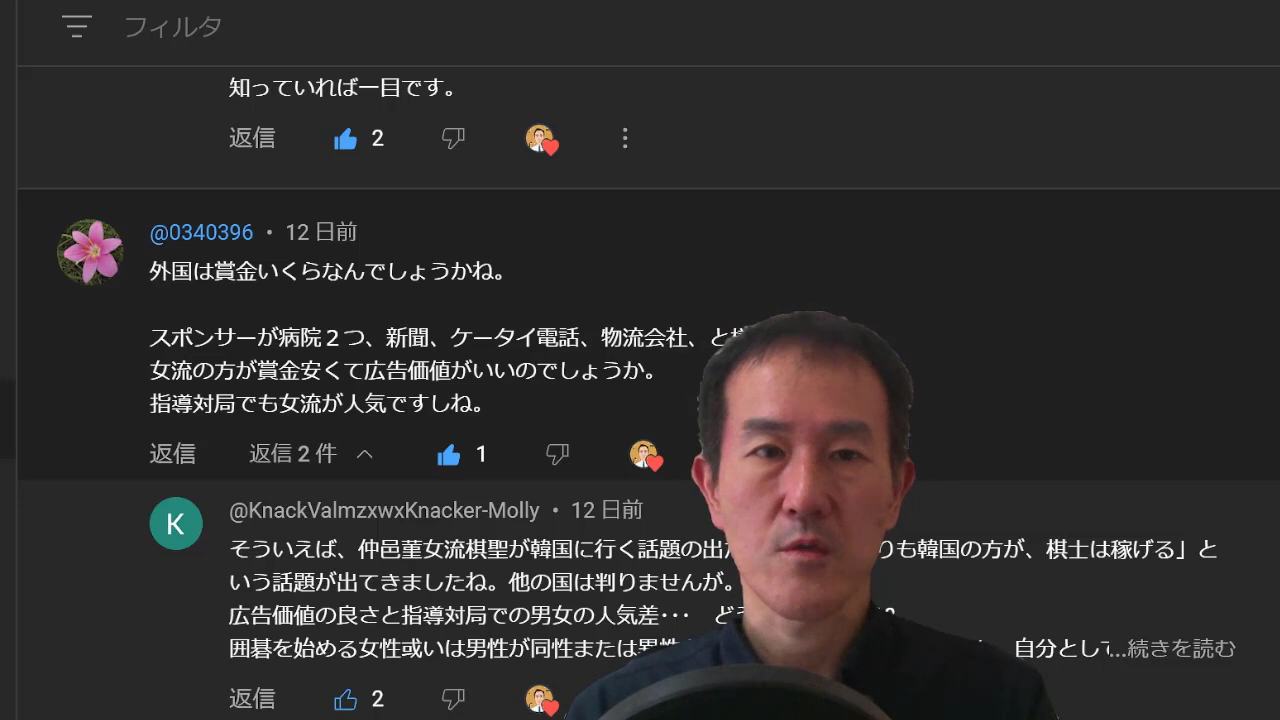 フィルタ
知っていれば一目です。
返信 2
@0340396 • 12 日前
外国は賞金いくらなんでしょうかね。
スポンサーが病院２つ、新聞、ケータイ電話、物流会社、と
女流の方が賞金安くて広告価値がいいのでしょうか。
指導対局でも女流が人気ですしね。
返信 返信 2 件 1
K
@KnackValmzxwxKnacker-Molly • 12 日前
そういえば、仲邑菫女流棋聖が韓国に行く話題の出 りも韓国の方が、棋士は稼げる」と
いう話題が出てきましたね。他の国は判りませんが。
広告価値の良さと指導対局での男女の人気差･･･ ど ?
囲碁を始める女性或いは男性が同性または異性 自分として...続きを読む
返信 2